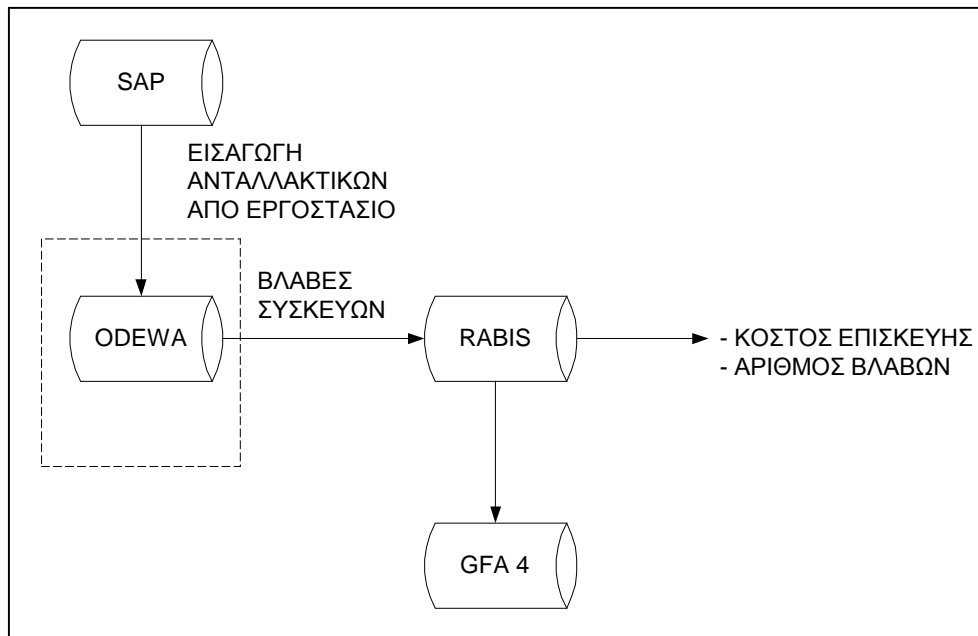 SAP
ΕΙΣΑΓΩΓΗ
ΑΝΤΑΛΛΑΚΤΙΚΩΝ
ΑΠΟ ΕΡΓΟΣΤΑΣΙΟ
ΒΛΑΒΕΣ
ΣΥΣΚΕΥΩΝ
ODEWA
RABIS
- ΚΟΣΤΟΣ ΕΠΙΣΚΕΥΗΣ
- ΑΡΙΘΜΟΣ ΒΛΑΒΩΝ
GFA 4